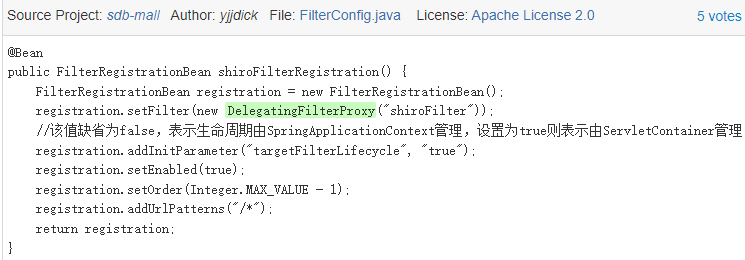 Source Project: sdb-mall Author: yjjdick File: FilterConfig.java License: Apache License 2.0 5 votes
@Bean
public FilterRegistrationBean shiroFilterRegistration() {
    FilterRegistrationBean registration = new FilterRegistrationBean();
    registration.setFilter(new DelegatingFilterProxy("shiroFilter"));
    //该值缺省为false，表示生命周期由SpringApplicationContext管理，设置为true则表示由ServletContainer管理
    registration.addInitParameter("targetFilterLifecycle", "true");
    registration.setEnabled(true);
    registration.setOrder(Integer.MAX_VALUE - 1);
    registration.addUrlPatterns("/*");
    return registration;
}